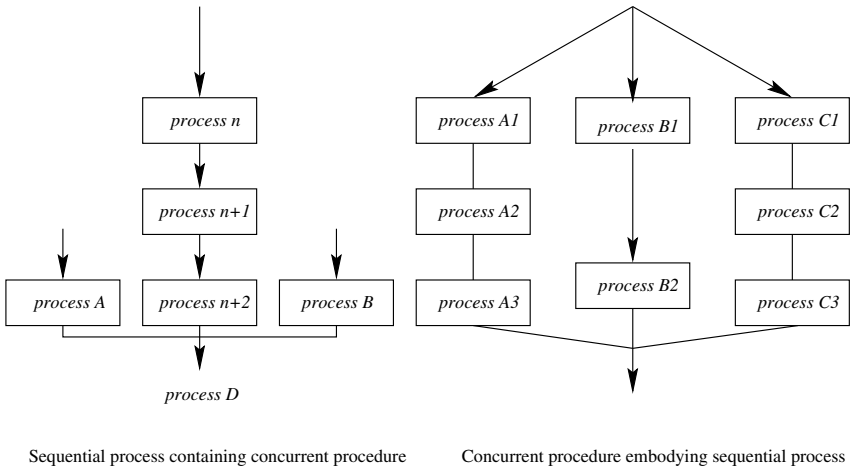 process n
process n+1
process A
process n+2
process B
process D
Sequential process containing concurrent procedure
process A1
process B1
process C1
process A2
process C2
process A3
process B2
process C3
Concurrent procedure embodying sequential process